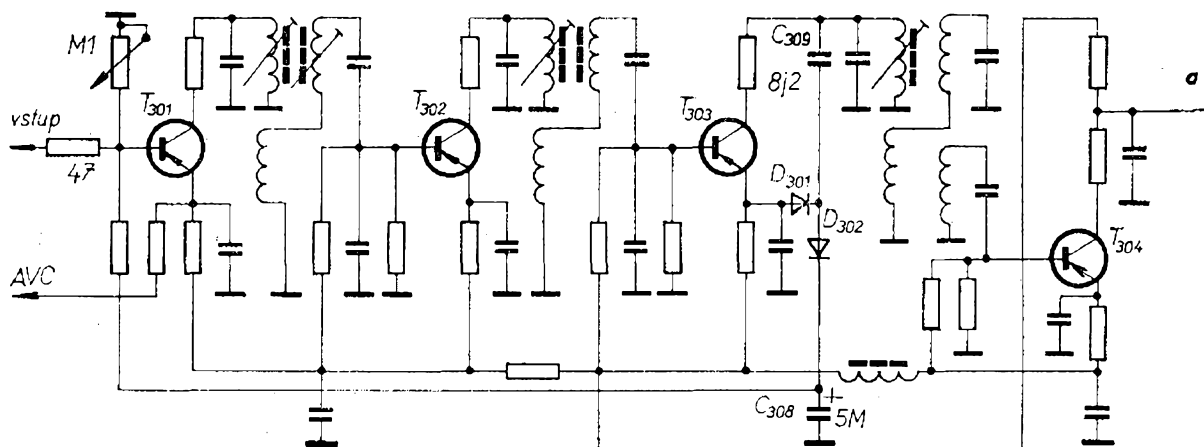 M1
C309
8j2
a
T301
T302
T303
vstup
47
D301
D302
T304
AVC
C308
+
5M